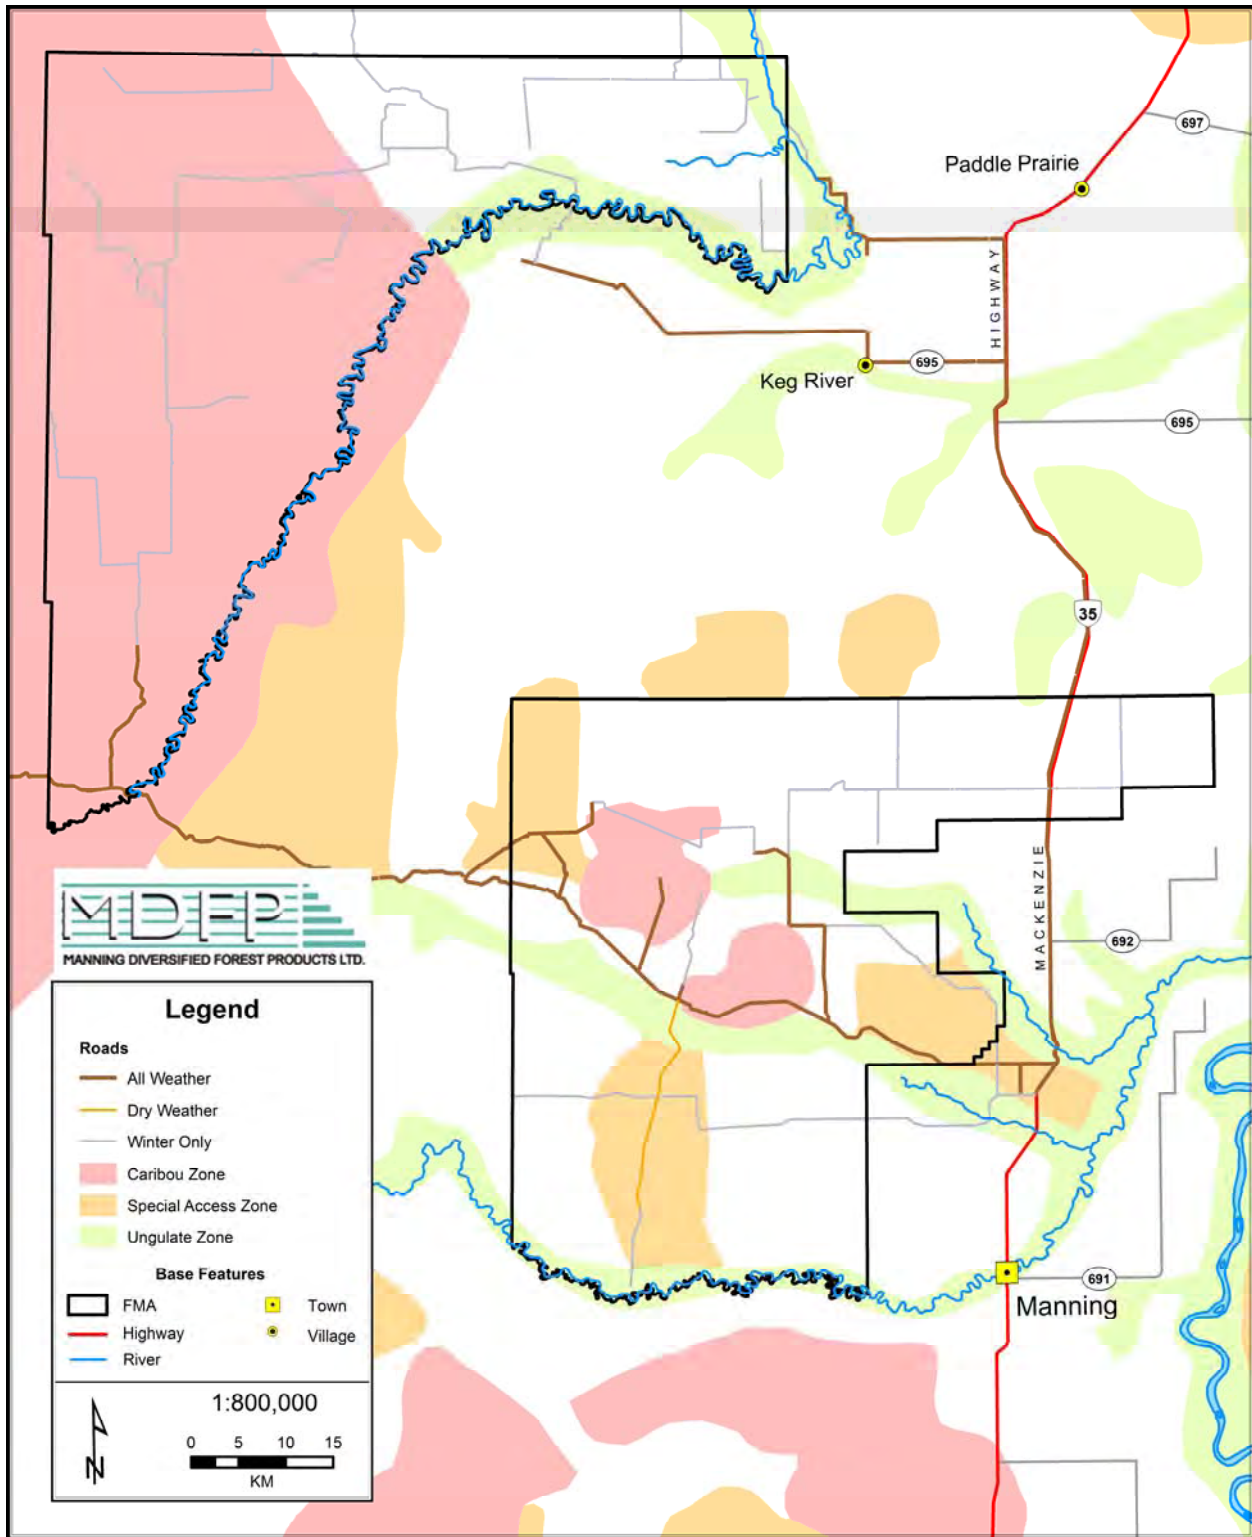 697
Paddle Prairie
HIGHWAY
695
Keg River
695
35
MDFP
MANNING DIVERSIFIED FOREST PRODUCTS LTD.
MACKENZIE
692
Legend
Roads
All Weather
Dry Weather
Winter Only
Caribou Zone
Special Access Zone
Ungulate Zone
Base Features
FMA
Town
Highway
Village
River
1:800,000
0 5 10 15
KM
N
691
Manning